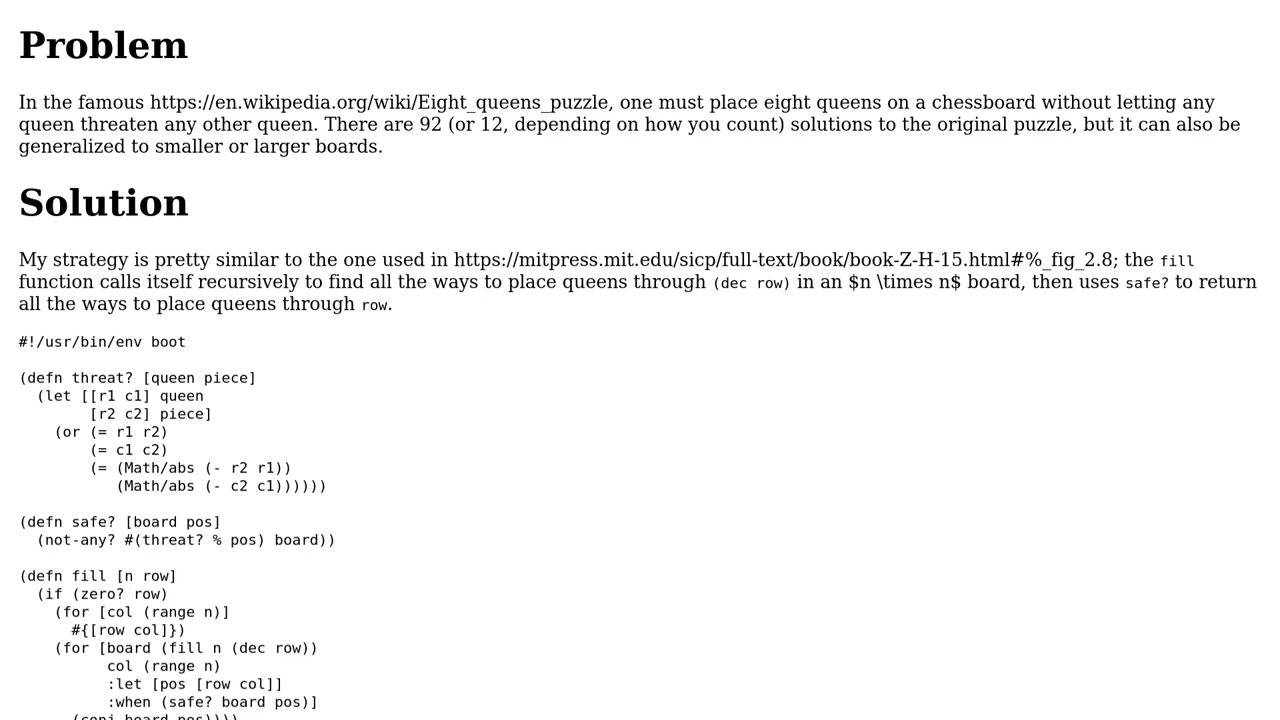 Problem
In the famous https://en.wikipedia.org/wiki/Eight_queens_puzzle, one must place eight queens on a chessboard without letting any
queen threaten any other queen. There are 92 (or 12, depending on how you count) solutions to the original puzzle, but it can also be
generalized to smaller or larger boards.
Solution
My strategy is pretty similar to the one used in https://mitpress.mit.edu/sicp/full-text/book/book-Z-H-15.html#%_fig_2.8; the fill
function calls itself recursively to find all the ways to place queens through (dec row) in an $n \times n$ board, then uses safe? to return
all the ways to place queens through row.
#!/usr/bin/env boot
(defn threat? [queen piece]
  (let [[r1 c1] queen
        [r2 c2] piece]
    (or (= r1 r2)
        (= c1 c2)
        (= (Math/abs (- r2 r1))
           (Math/abs (- c2 c1))))))
(defn safe? [board pos]
  (not-any? #(threat? % pos) board))
(defn fill [n row]
  (if (zero? row)
    (for [col (range n)]
      #{[row col]})
    (for [board (fill n (dec row))
          col (range n)
          :let [pos [row col]]
          :when (safe? board pos)]
      (conj board pos))))